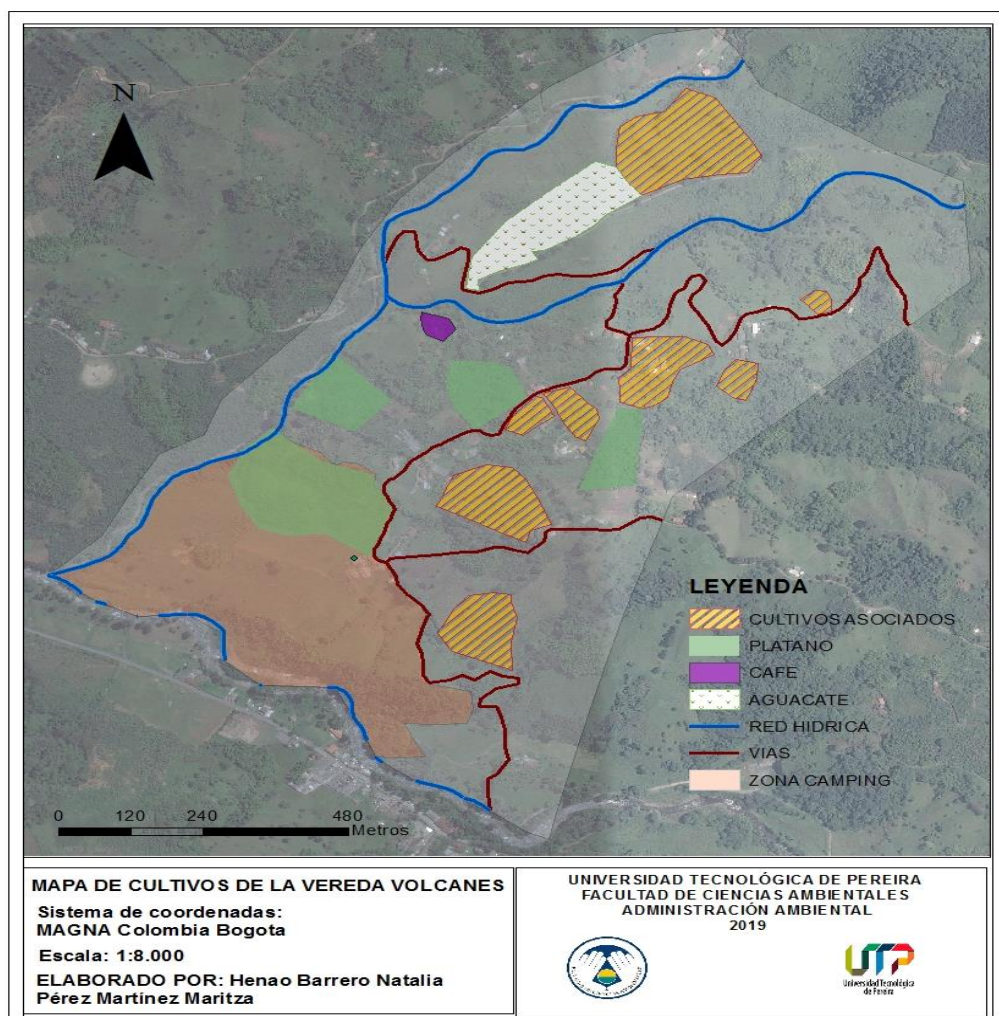 N
LEYENDA
CULTIVOS ASOCIADOS
PLATANO
CAFE
AGUACATE
RED HIDRICA
VIAS
ZONA CAMPING
0 120 240 480
Metros
MAPA DE CULTIVOS DE LA VEREDA VOLCANES
Sistema de coordenadas:
MAGNA Colombia Bogota
Escala: 1:8.000
ELABORADO POR: Henao Barrero Natalia
Pérez Martínez Maritza
UNIVERSIDAD TECNOLÓGICA DE PEREIRA
FACULTAD DE CIENCIAS AMBIENTALES
ADMINISTRACIÓN AMBIENTAL
2019
UTP
Universidad Tecnológica
de Pereira